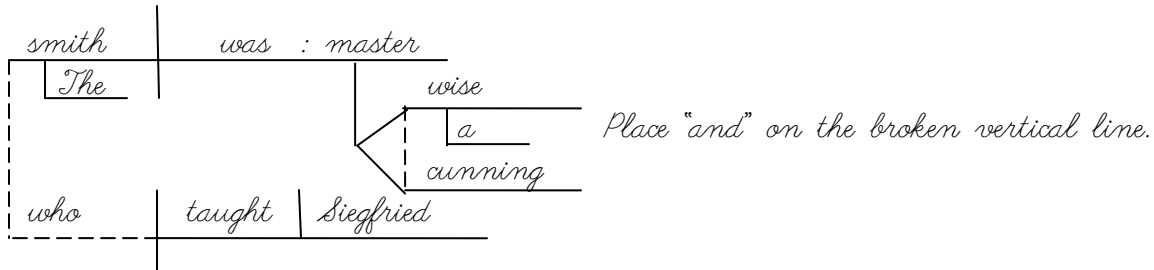 smith was : master
The
wise
a
Place “and” on the broken vertical line.
cunning
who taught Siegfried